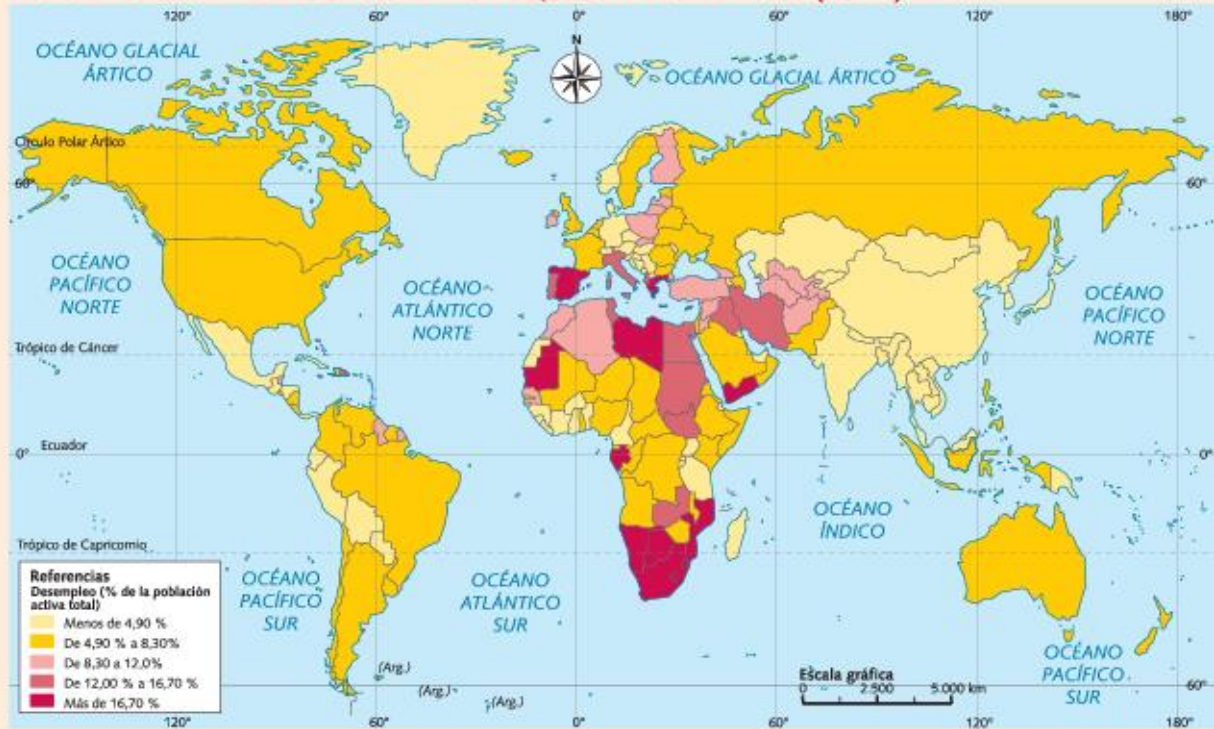 120°
60°
0°
60°
120°
180°
OCÉANO GLACIAL
ÁRTICO
N
OCÉANO GLACIAL ÁRTICO
Círculo Polar Ártico
60°
60°
OCÉANO
PACÍFICO
NORTE
OCÉANO
ATLÁNTICO
NORTE
OCÉANO
PACÍFICO
NORTE
Trópico de Cáncer
Ecuador
0°
0°
OCÉANO
ÍNDICO
Trópico de Capricornio
OCÉANO
PACÍFICO
SUR
OCÉANO
ATLÁNTICO
SUR
OCÉANO
PACÍFICO
SUR
Referencias
Desempleo (% de la población
activa total)
Menos de 4,90 %
De 4,90 % a 8,30%
De 8,30 a 12,0%
De 12,00 % a 16,70 %
Más de 16,70 %
(Arg.)
(Arg.)
(Arg.)
Escala gráfica
0 2.500 5.000 km
60°
120°
60°
0°
60°
120°
180°